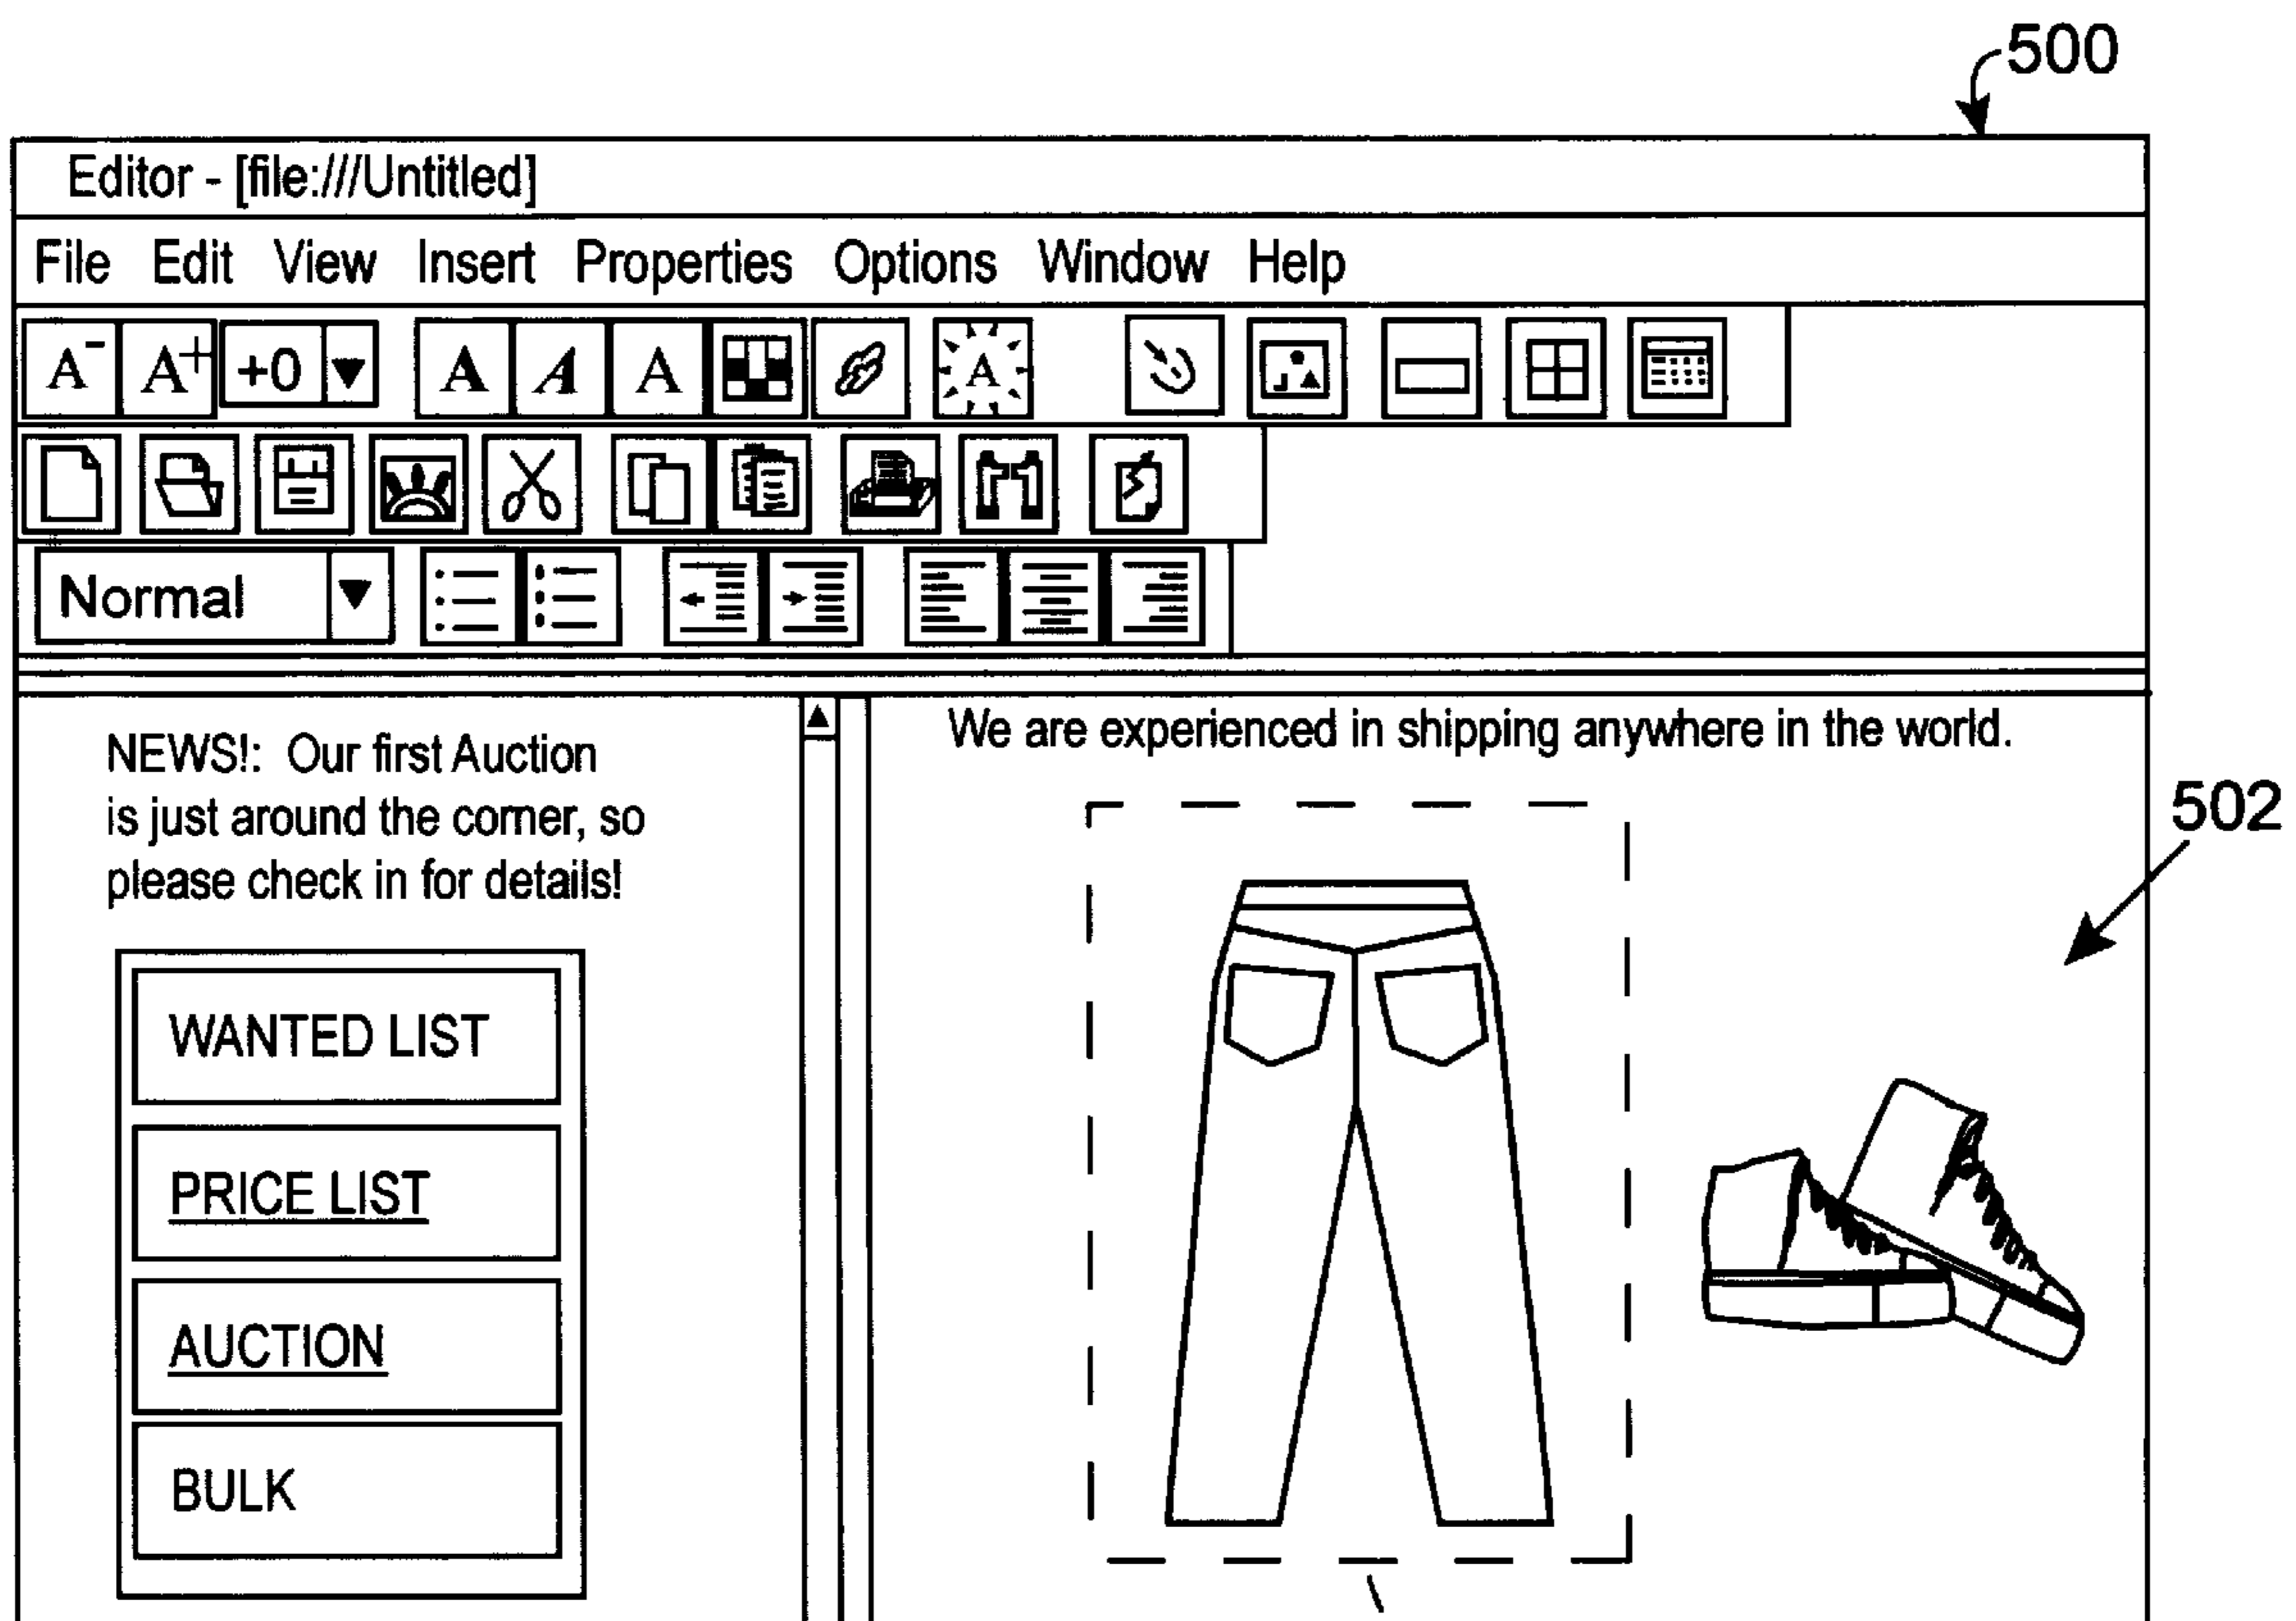 500
Editor - [file:///Untitled]
File Edit View Insert Properties Options Window Help
A- A+ +0 A A A A
Normal
NEWS!: Our first Auction
is just around the corner, so
please check in for details!
We are experienced in shipping anywhere in the world.
502
WANTED LIST
PRICE LIST
AUCTION
BULK